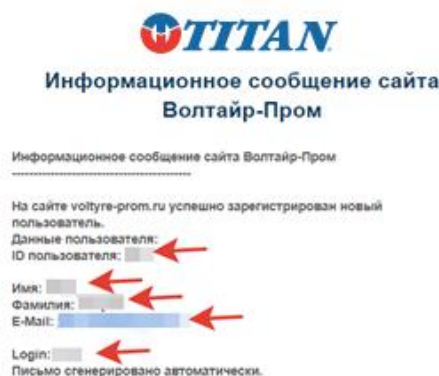 TITAN
Информационное сообщение сайта
Волтайр-Пром
Информационное сообщение сайта Волтайр-Пром
------------------------------------------
На сайте voltyre-prom.ru успешно зарегистрирован новый
пользователь.
Данные пользователя:
ID пользователя:
Имя:
Фамилия:
E-Mail:
Login:
Письмо сгенерировано автоматически.